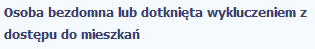 Osoba bezdomna lub dotknięta wykluczeniem z
dostępu do mieszkań